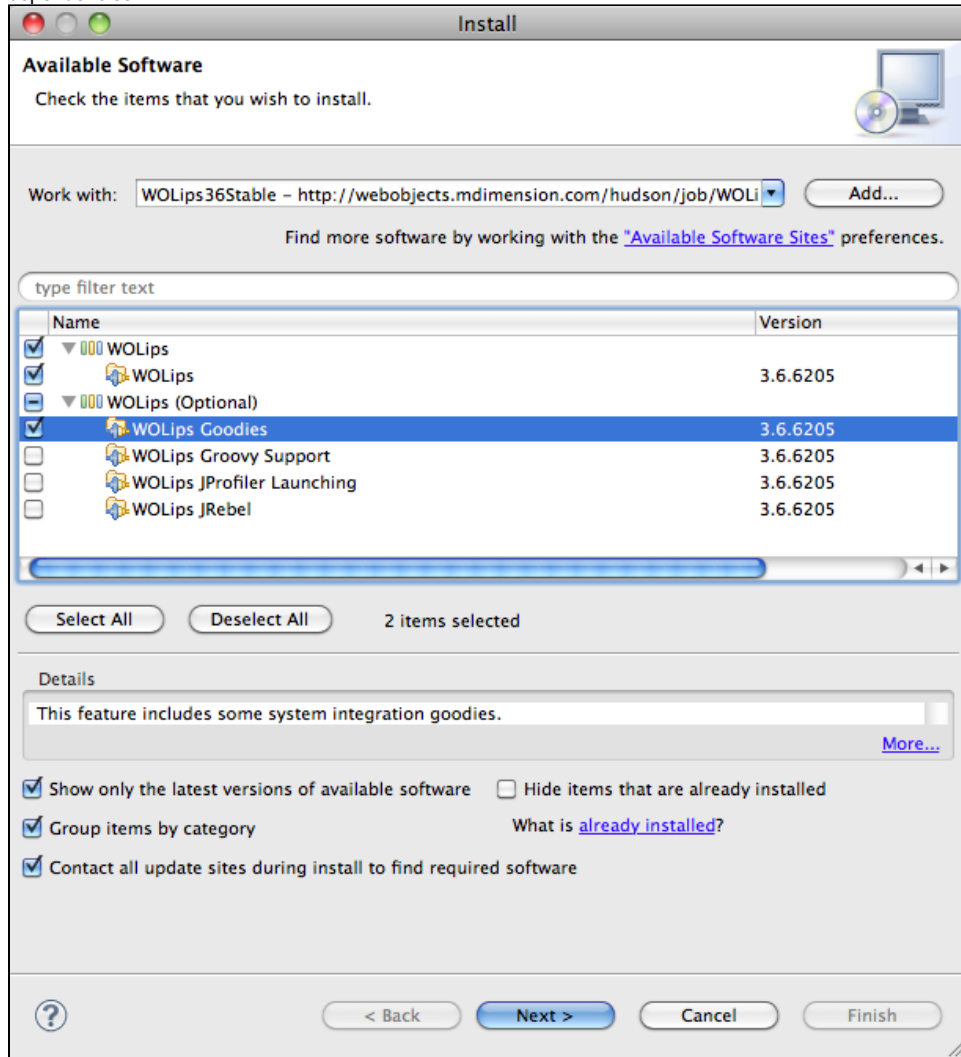 Install
Available Software
Check the items that you wish to install.
Work with: WOLips36Stable – http://webobjects.mdimension.com/hudson/job/WOLi Add...
Find more software by working with the "Available Software Sites" preferences.
type filter text
Name Version
WOLips
WOLips 3.6.6205
WOLips (Optional)
WOLips Goodies 3.6.6205
WOLips Groovy Support 3.6.6205
WOLips JProfiler Launching 3.6.6205
WOLips JRebel 3.6.6205
Select All Deselect All 2 items selected
Details
This feature includes some system integration goodies.
More...
Show only the latest versions of available software Hide items that are already installed
Group items by category What is already installed?
Contact all update sites during install to find required software
? < Back Next > Cancel Finish